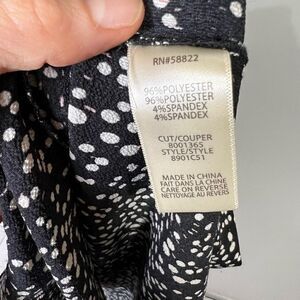 RN#58822
96%POLYESTER
96%POLYESTER
4%SPANDEX
4%SPANDEX
CUT/COUPER
8001365
STYLE/STYLE
8901C51
MADE IN CHINA
FAIT DANS LA CHINE
CARE ON REVERSE
NETTOYAGE AU REVERS